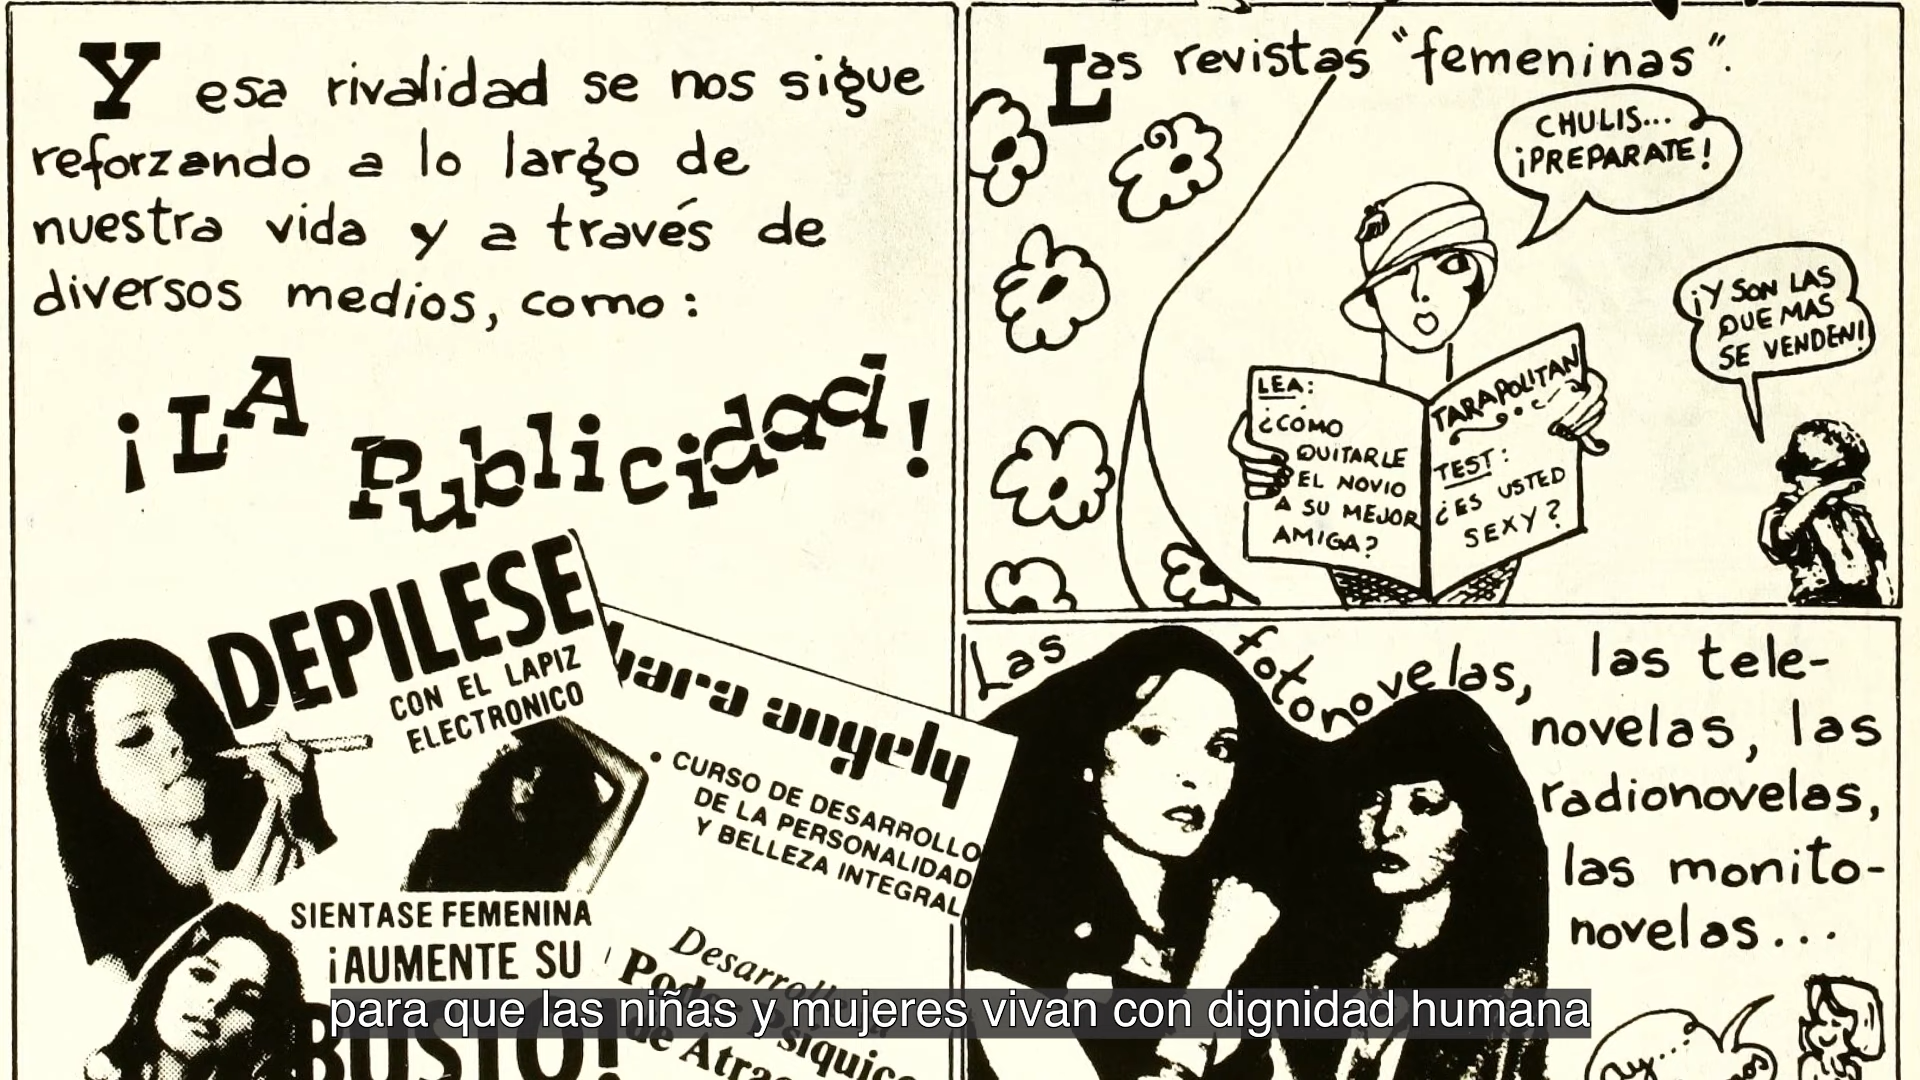 Y esa rivalidad se nos sigue
reforzando a lo largo de
nuestra vida y a través de
diversos medios, como:
¡LA Publicidad!
DEPILESE
CON EL LAPIZ
ELECTRONICO
angely
• CURSO DE DESARROLLO
DE LA PERSONALIDAD
Y BELLEZA INTEGRAL
SIENTASE FEMENINA
¡AUMENTE SU
BUSTO!
Las revistas "femeninas".
CHULIS...
¡PREPARATE!
¡Y SON LAS
QUE MAS
SE VENDEN!
LEA:
¿COMO
QUITARLE
EL NOVIO
A SU MEJOR
AMIGA?
TARAPOLITAN
TEST:
¿ES USTED
SEXY?
Las fotonovelas, las tele-
novelas, las
radionovelas,
las monito-
novelas...
para que las niñas y mujeres vivan con dignidad humana